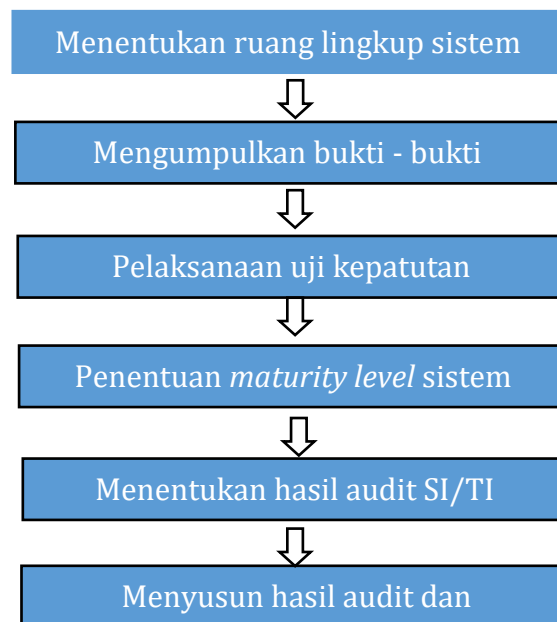 Menentukan ruang lingkup sistem
Mengumpulkan bukti - bukti
Pelaksanaan uji kepatutan
Penentuan maturity level sistem
Menentukan hasil audit SI/TI
Menyusun hasil audit dan